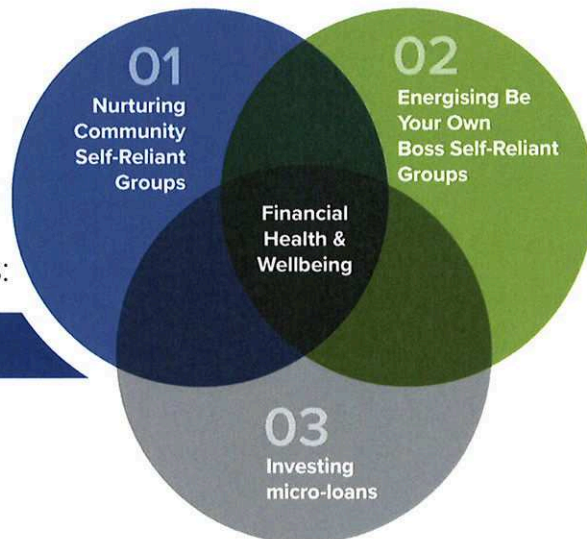 01
Nurturing
Community
Self-Reliant
Groups
02
Energising Be
Your Own
Boss Self-Reliant
Groups
Financial
Health &
Wellbeing
03
Investing
micro-loans